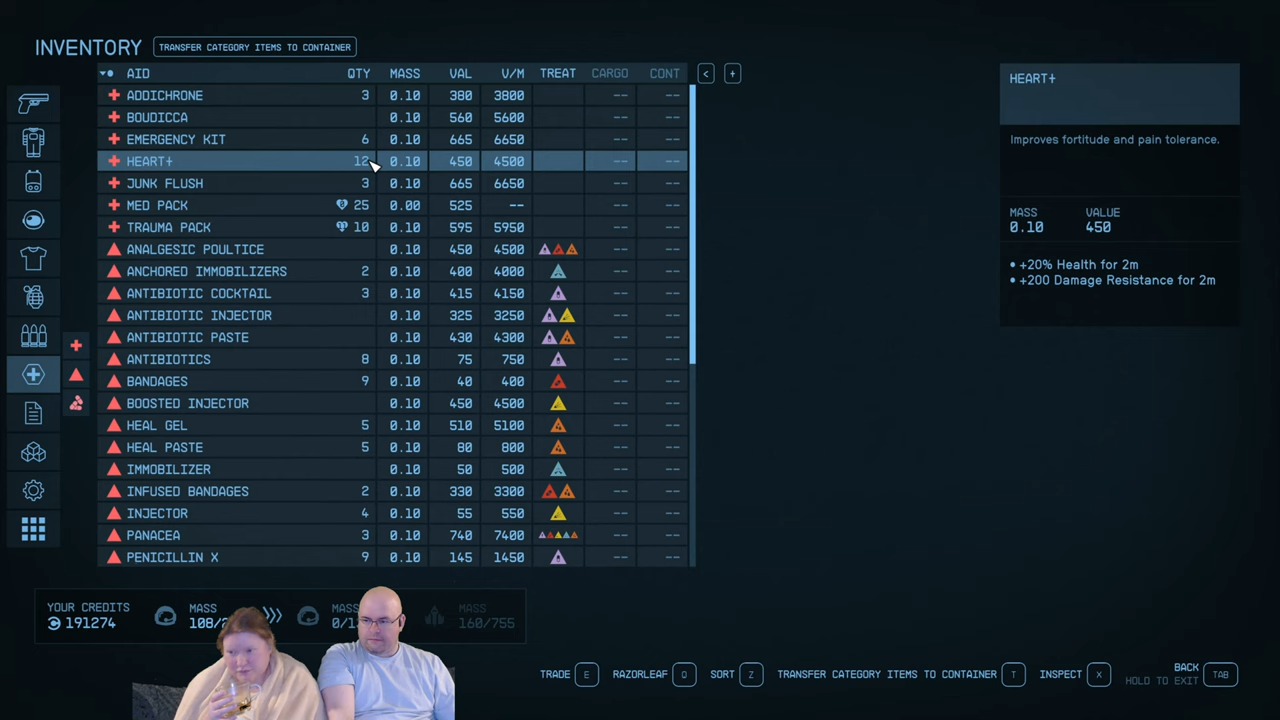 INVENTORY TRANSFER CATEGORY ITEMS TO CONTAINER
AID QTY MASS VAL V/M TREAT CARGO CONT < +
ADDICHRONE 3 0.10 380 3800 -- --
BOUDICCA 0.10 560 5600 -- --
EMERGENCY KIT 6 0.10 665 6650 -- --
HEART+ 12 0.10 450 4500 -- --
JUNK FLUSH 3 0.10 665 6650 -- --
MED PACK 25 0.00 525 -- -- --
TRAUMA PACK 10 0.10 595 5950 -- --
ANALGESIC POULTICE 0.10 450 4500 -- --
ANCHORED IMMOBILIZERS 2 0.10 400 4000 -- --
ANTIBIOTIC COCKTAIL 3 0.10 415 4150 -- --
ANTIBIOTIC INJECTOR 0.10 325 3250 -- --
ANTIBIOTIC PASTE 0.10 430 4300 -- --
ANTIBIOTICS 8 0.10 75 750 -- --
BANDAGES 9 0.10 40 400 -- --
BOOSTED INJECTOR 0.10 450 4500 -- --
HEAL GEL 5 0.10 510 5100 -- --
HEAL PASTE 5 0.10 80 800 -- --
IMMOBILIZER 0.10 50 500 -- --
INFUSED BANDAGES 2 0.10 330 3300 -- --
INJECTOR 4 0.10 55 550 -- --
PANACEA 3 0.10 740 7400 -- --
PENICILLIN X 9 0.10 145 1450 -- --
HEART+
Improves fortitude and pain tolerance.
MASS VALUE
0.10 450
• +20% Health for 2m
• +200 Damage Resistance for 2m
YOUR CREDITS
191274
MASS
108/
MASS
0/
MASS
160/755
TRADE E RAZORLEAF Q SORT Z TRANSFER CATEGORY ITEMS TO CONTAINER T INSPECT X BACK
HOLD TO EXIT TAB